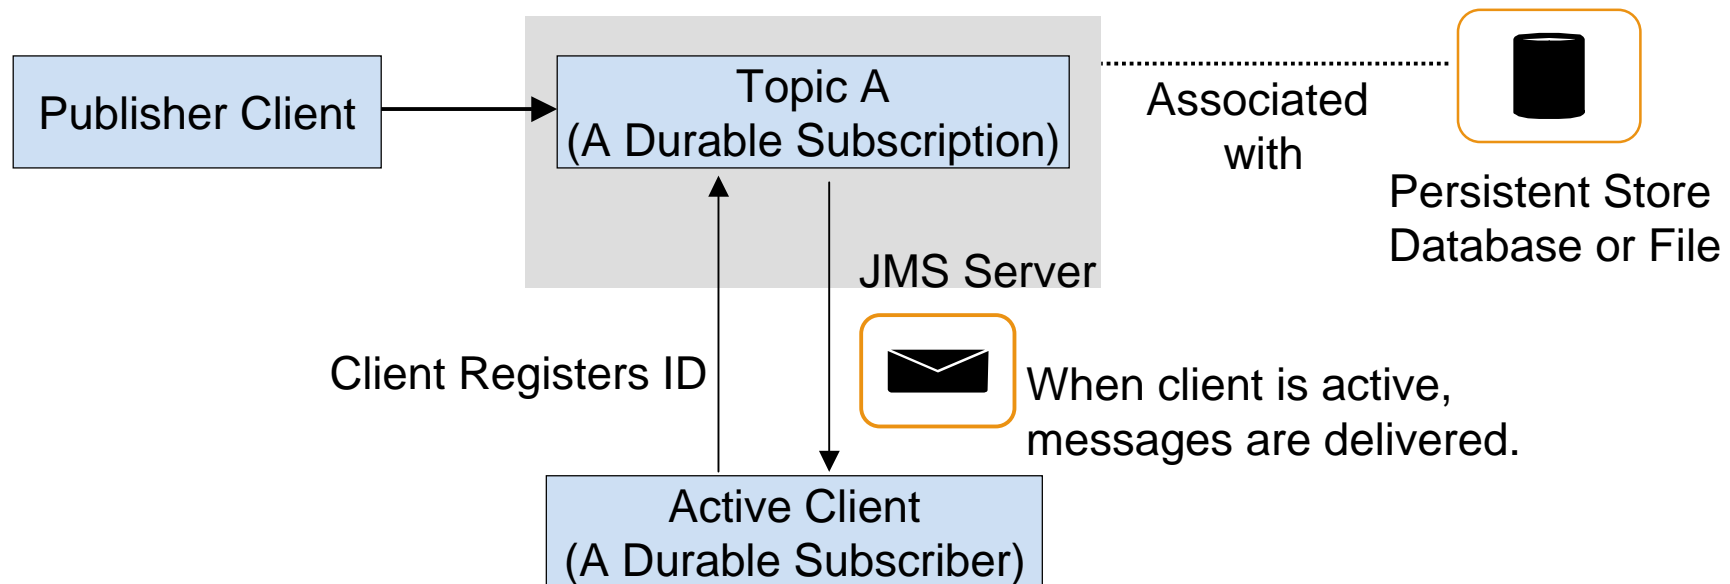 Publisher Client
Topic A
(A Durable Subscription)
Associated
with
Persistent Store
Database or File
JMS Server
Client Registers ID
When client is active,
messages are delivered.
Active Client
(A Durable Subscriber)